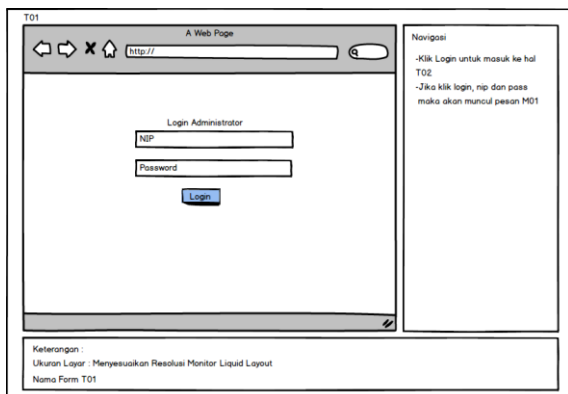 T01
A Web Page
http://
Login Administrator
NIP
Password
Login
Navigasi
-Klik Login untuk masuk ke hal
T02
-Jika klik login, nip dan pass
maka akan muncul pesan M01
Keterangan :
Ukuran Layar : Menyesuaikan Resolusi Monitor Liquid Layout
Nama Form T01